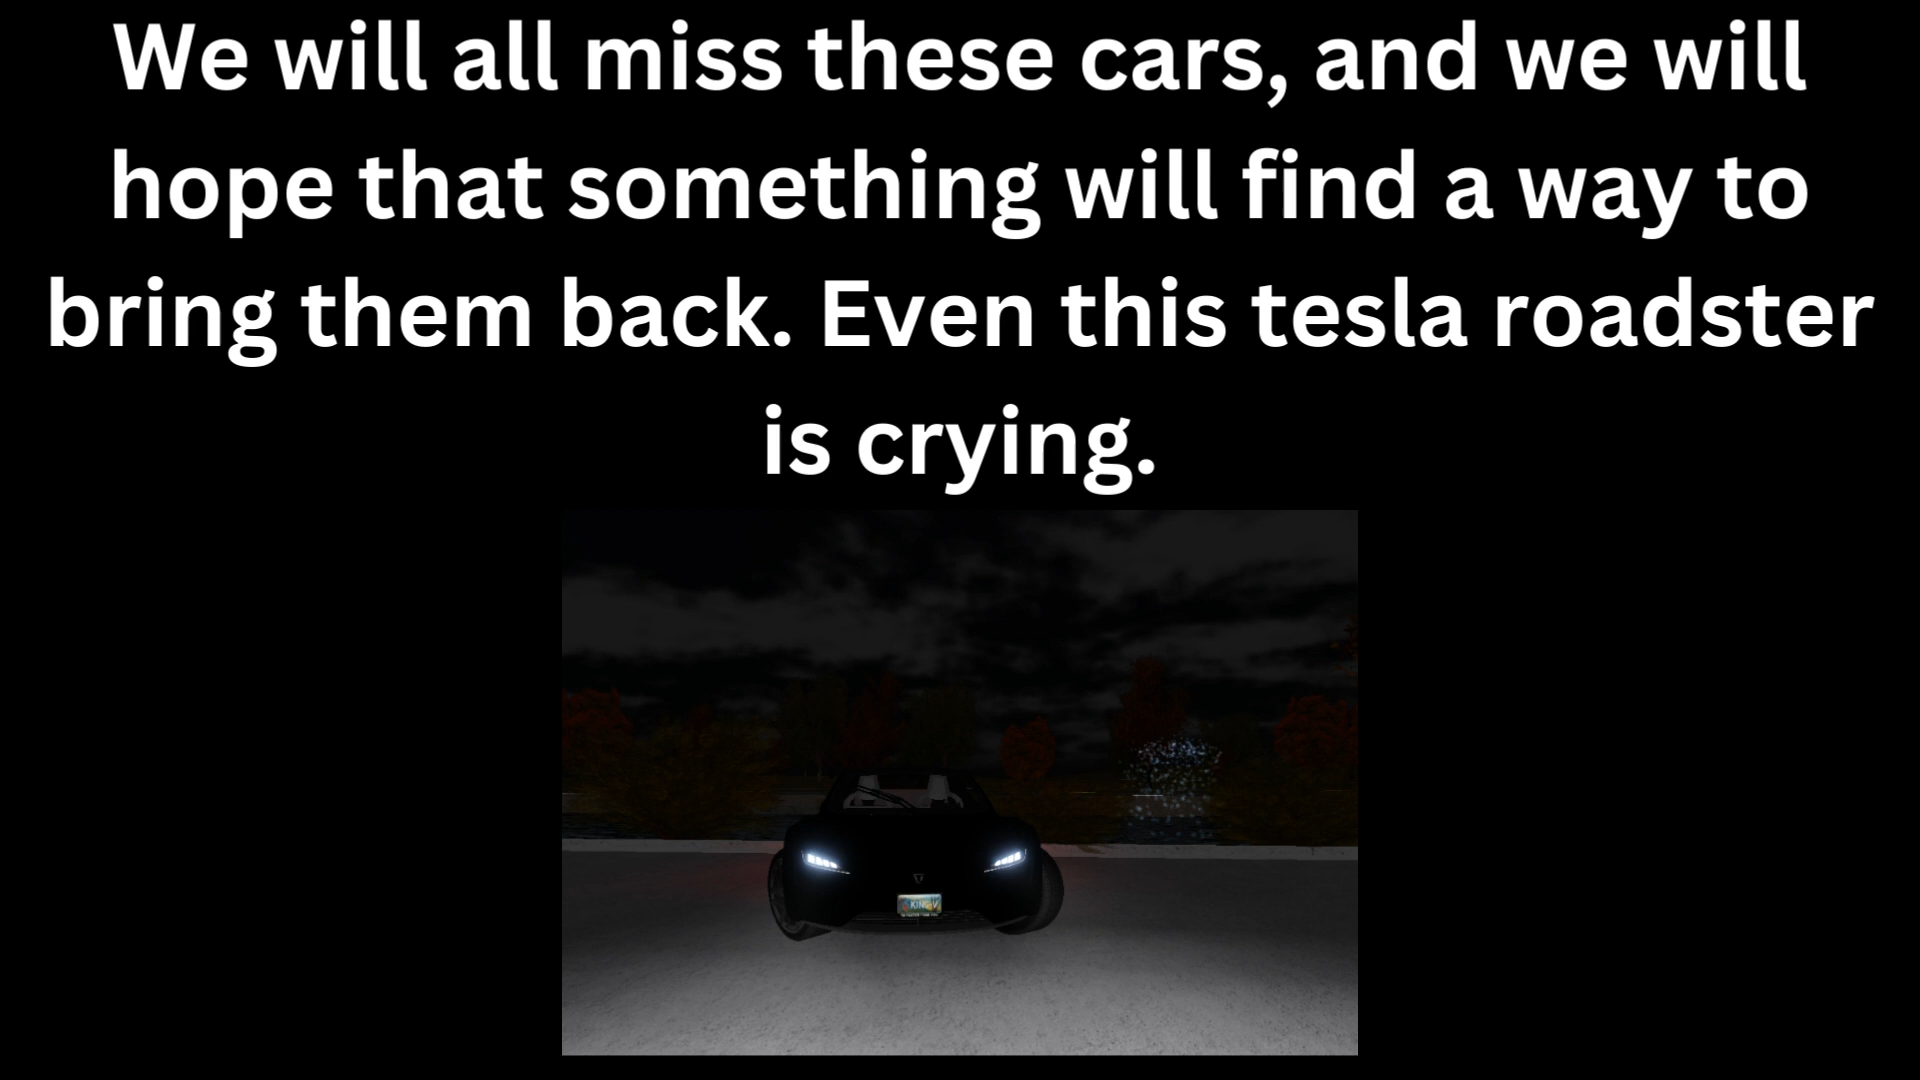 We will all miss these cars, and we will
hope that something will find a way to
bring them back. Even this tesla roadster
is crying.